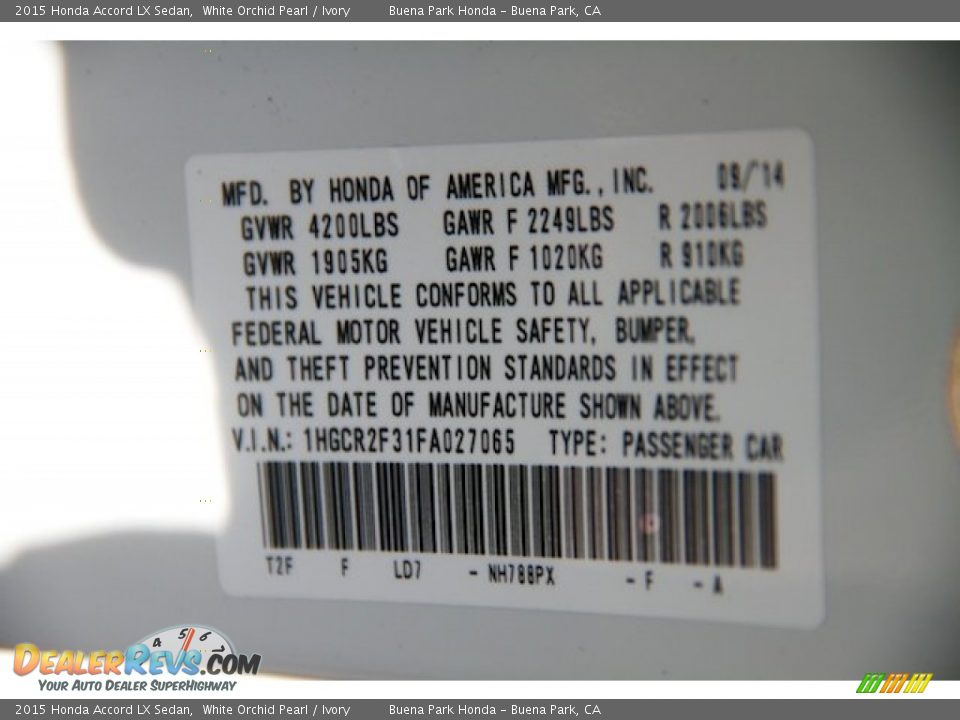 2015 Honda Accord LX Sedan,  White Orchid Pearl / Ivory Buena Park Honda – Buena Park, CA
MFD. BY HONDA OF AMERICA MFG.,INC. 09/'14
GVWR 4200LBS GAWR F 2249LBS R 2006LBS
GVWR 1905KG GAWR F 1020KG R 910KG
THIS VEHICLE CONFORMS TO ALL APPLICABLE
FEDERAL MOTOR VEHICLE SAFETY, BUMPER,
AND THEFT PREVENTION STANDARDS IN EFFECT
ON THE DATE OF MANUFACTURE SHOWN ABOVE.
V.I.N.: 1HGCR2F31FA027065 TYPE: PASSENGER CAR
T2F F LD7 - NH788PX - F - A
4 5 6 7
DEALERREVS.COM
YOUR AUTO DEALER SUPERHIGHWAY
2015 Honda Accord LX Sedan,  White Orchid Pearl / Ivory Buena Park Honda – Buena Park, CA